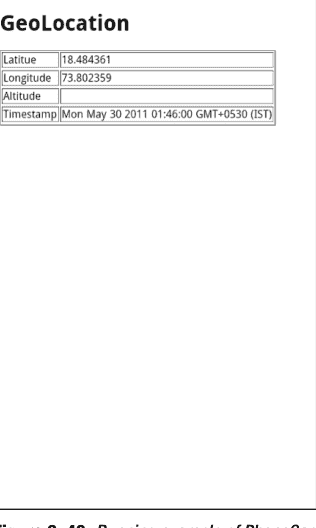 GeoLocation
Latitue 18.484361
Longitude 73.802359
Altitude
Timestamp Mon May 30 2011 01:46:00 GMT+0530 (IST)